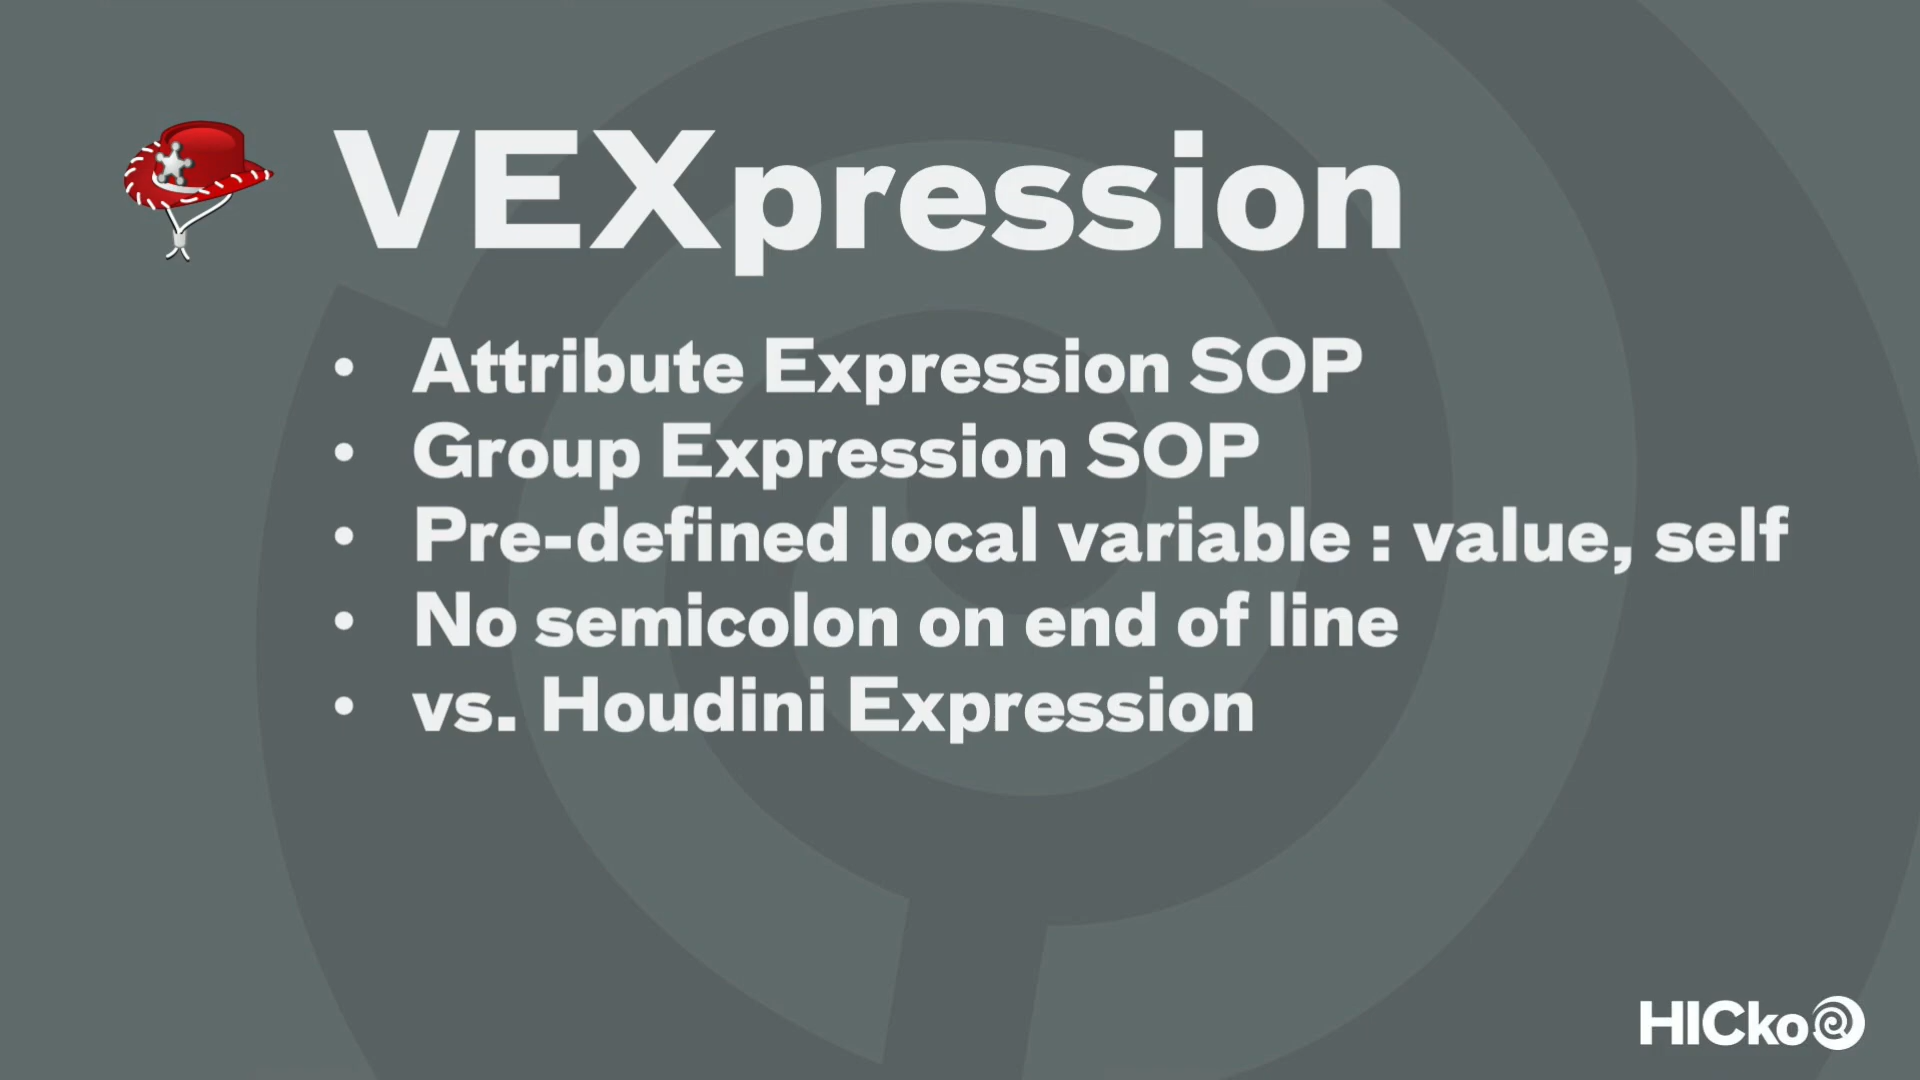 VEXpression
• Attribute Expression SOP
• Group Expression SOP
• Pre-defined local variable : value, self
• No semicolon on end of line
• vs. Houdini Expression
HICko